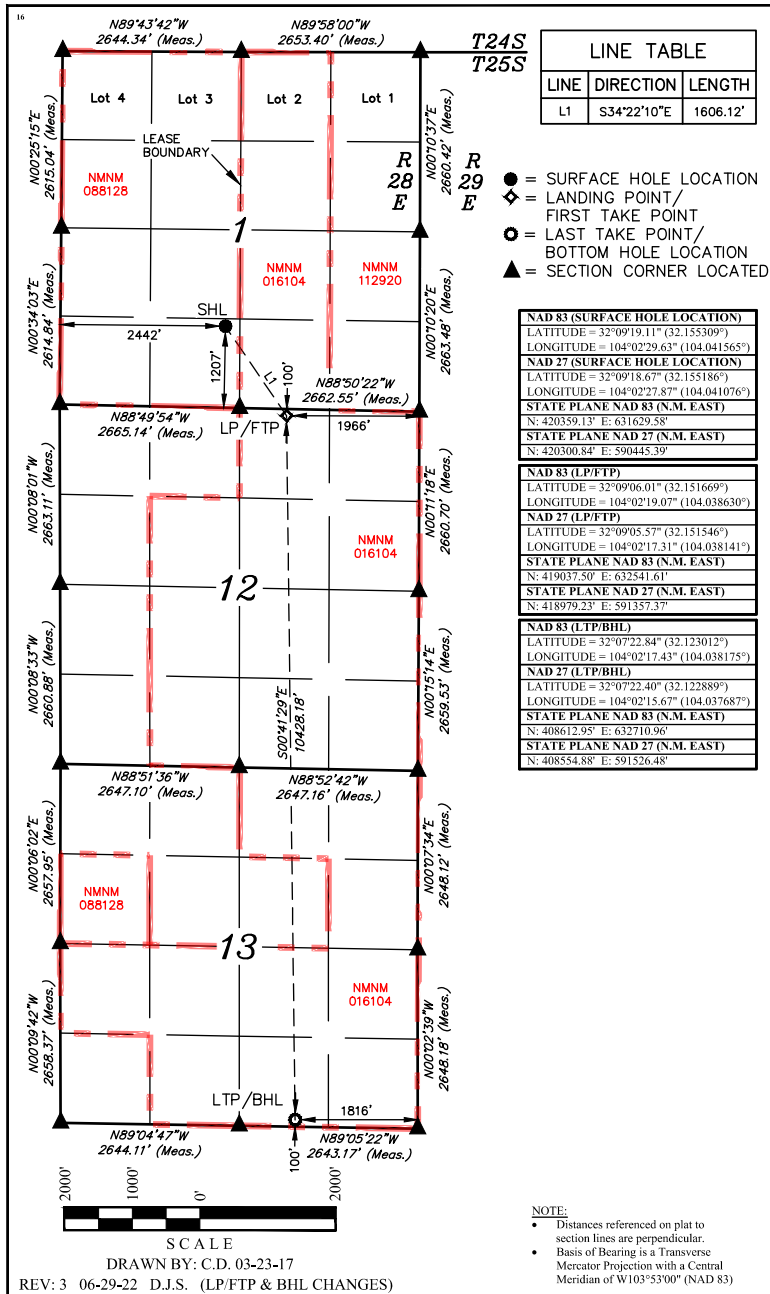 16
N89°43'42"W
2644.34' (Meas.)
N89°58'00"W
2653.40' (Meas.)
T24S
T25S
LINE TABLE
LINE DIRECTION LENGTH
L1 S34°22'10"E 1606.12'
Lot 4
Lot 3
Lot 2
Lot 1
N00°25'15"E
2615.04' (Meas.)
LEASE
BOUNDARY
NMNM
088128
R
28
E
N00°10'37"E
2660.42' (Meas.)
R
29
E
= SURFACE HOLE LOCATION
= LANDING POINT/
FIRST TAKE POINT
= LAST TAKE POINT/
BOTTOM HOLE LOCATION
= SECTION CORNER LOCATED
1
NMNM
016104
NMNM
112920
N00°34'03"E
2614.84' (Meas.)
SHL
2442'
1207'
L1
100'
N00°10'20"E
2663.48' (Meas.)
N88°50'22"W
2662.55' (Meas.)
N88°49'54"W
2665.14' (Meas.)
LP/FTP
1966'
NAD 83 (SURFACE HOLE LOCATION)
LATITUDE = 32°09'19.11" (32.155309°)
LONGITUDE = 104°02'29.63" (104.041565°)
NAD 27 (SURFACE HOLE LOCATION)
LATITUDE = 32°09'18.67" (32.155186°)
LONGITUDE = 104°02'27.87" (104.041076°)
STATE PLANE NAD 83 (N.M. EAST)
N: 420359.13' E: 631629.58'
STATE PLANE NAD 27 (N.M. EAST)
N: 420300.84' E: 590445.39'
NAD 83 (LP/FTP)
LATITUDE = 32°09'06.01" (32.151669°)
LONGITUDE = 104°02'19.07" (104.038630°)
NAD 27 (LP/FTP)
LATITUDE = 32°09'05.57" (32.151546°)
LONGITUDE = 104°02'17.31" (104.038141°)
STATE PLANE NAD 83 (N.M. EAST)
N: 419037.50' E: 632541.61'
STATE PLANE NAD 27 (N.M. EAST)
N: 418979.23' E: 591357.37'
NAD 83 (LTP/BHL)
LATITUDE = 32°07'22.84" (32.123012°)
LONGITUDE = 104°02'17.43" (104.038175°)
NAD 27 (LTP/BHL)
LATITUDE = 32°07'22.40" (32.122889°)
LONGITUDE = 104°02'15.67" (104.037687°)
STATE PLANE NAD 83 (N.M. EAST)
N: 408612.95' E: 632710.96'
STATE PLANE NAD 27 (N.M. EAST)
N: 408554.88' E: 591526.48'
N00°08'01"W
2663.11' (Meas.)
N00°11'18"E
2660.70' (Meas.)
NMNM
016104
12
N00°08'33"W
2660.88' (Meas.)
S00°41'29"E
10428.18'
N00°15'14"E
2659.53' (Meas.)
N88°51'36"W
2647.10' (Meas.)
N88°52'42"W
2647.16' (Meas.)
N00°06'02"E
2657.95' (Meas.)
N00°07'34"E
2648.12' (Meas.)
NMNM
088128
13
NMNM
016104
N00°09'42"W
2658.37' (Meas.)
N00°02'39"W
2648.18' (Meas.)
LTP/BHL
1816'
N89°04'47"W
2644.11' (Meas.)
100'
N89°05'22"W
2643.17' (Meas.)
2000' 1000' 0' 2000'
SCALE
DRAWN BY: C.D. 03-23-17
REV: 3 06-29-22 D.J.S. (LP/FTP & BHL CHANGES)
NOTE:
• Distances referenced on plat to
section lines are perpendicular.
• Basis of Bearing is a Transverse
Mercator Projection with a Central
Meridian of W103°53'00" (NAD 83)